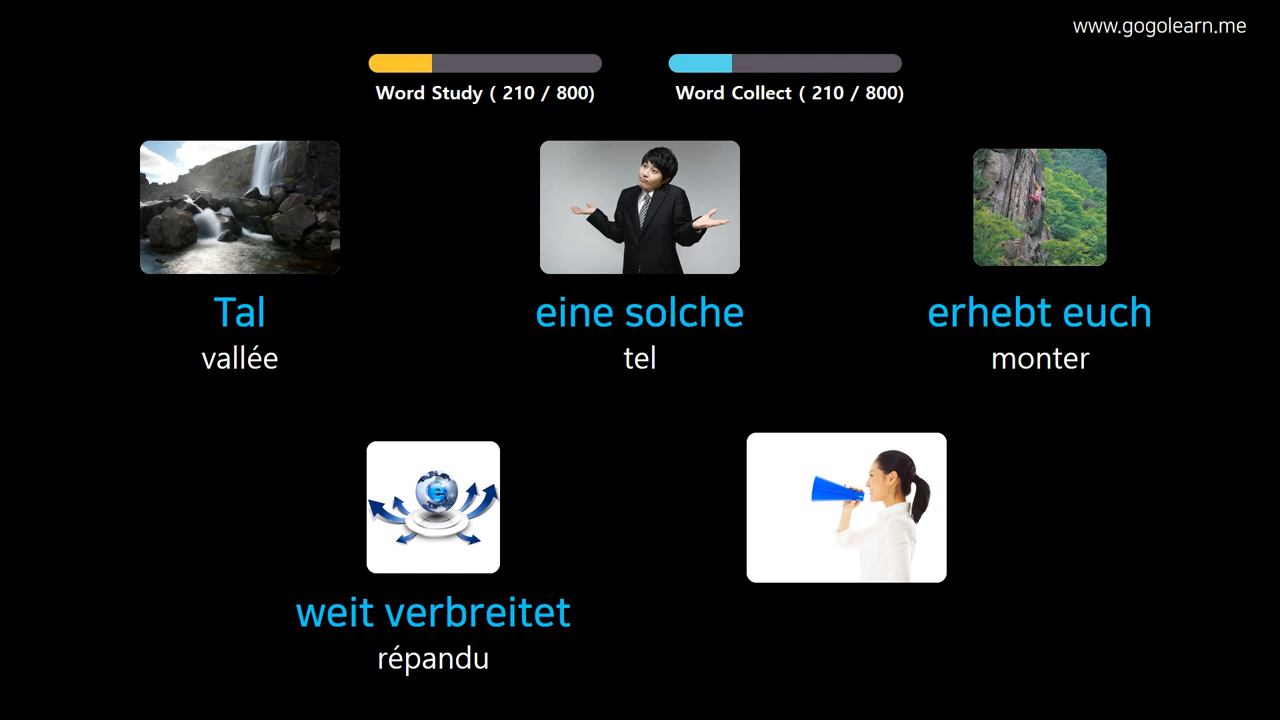 www.gogolearn.me
Word Study ( 210 / 800)
Word Collect ( 210 / 800)
Tal
vallée
eine solche
tel
erhebt euch
monter
weit verbreitet
répandu